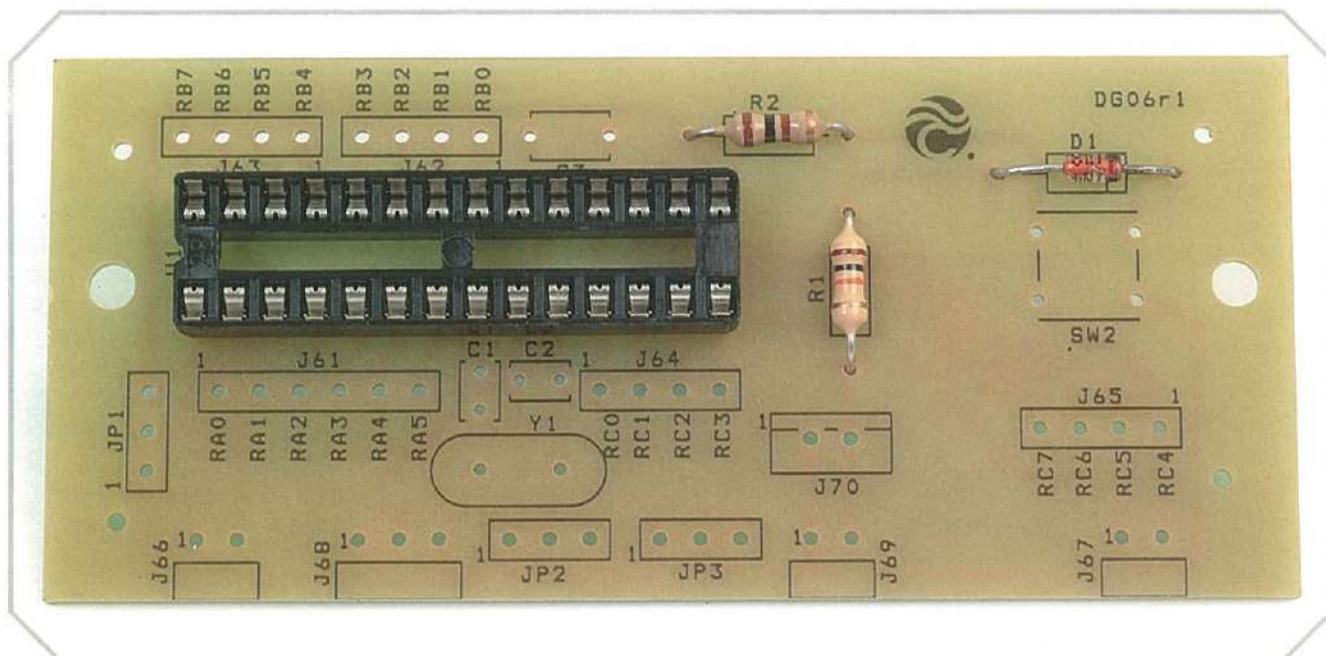 RB7
RB6
RB5
RB4
RB3
RB2
RB1
RB0
R2
DG06r1
J63 1
J62 1
D1
R1
SW2
1 J61
C1
C2
1 J64
J65 1
JP1
1
RA0
RA1
RA2
RA3
RA4
RA5
Y1
RC0
RC1
RC2
RC3
1
J70
RC7
RC6
RC5
RC4
J66
1
J68
1
1
JP2
1
JP3
1
J69
J67
1